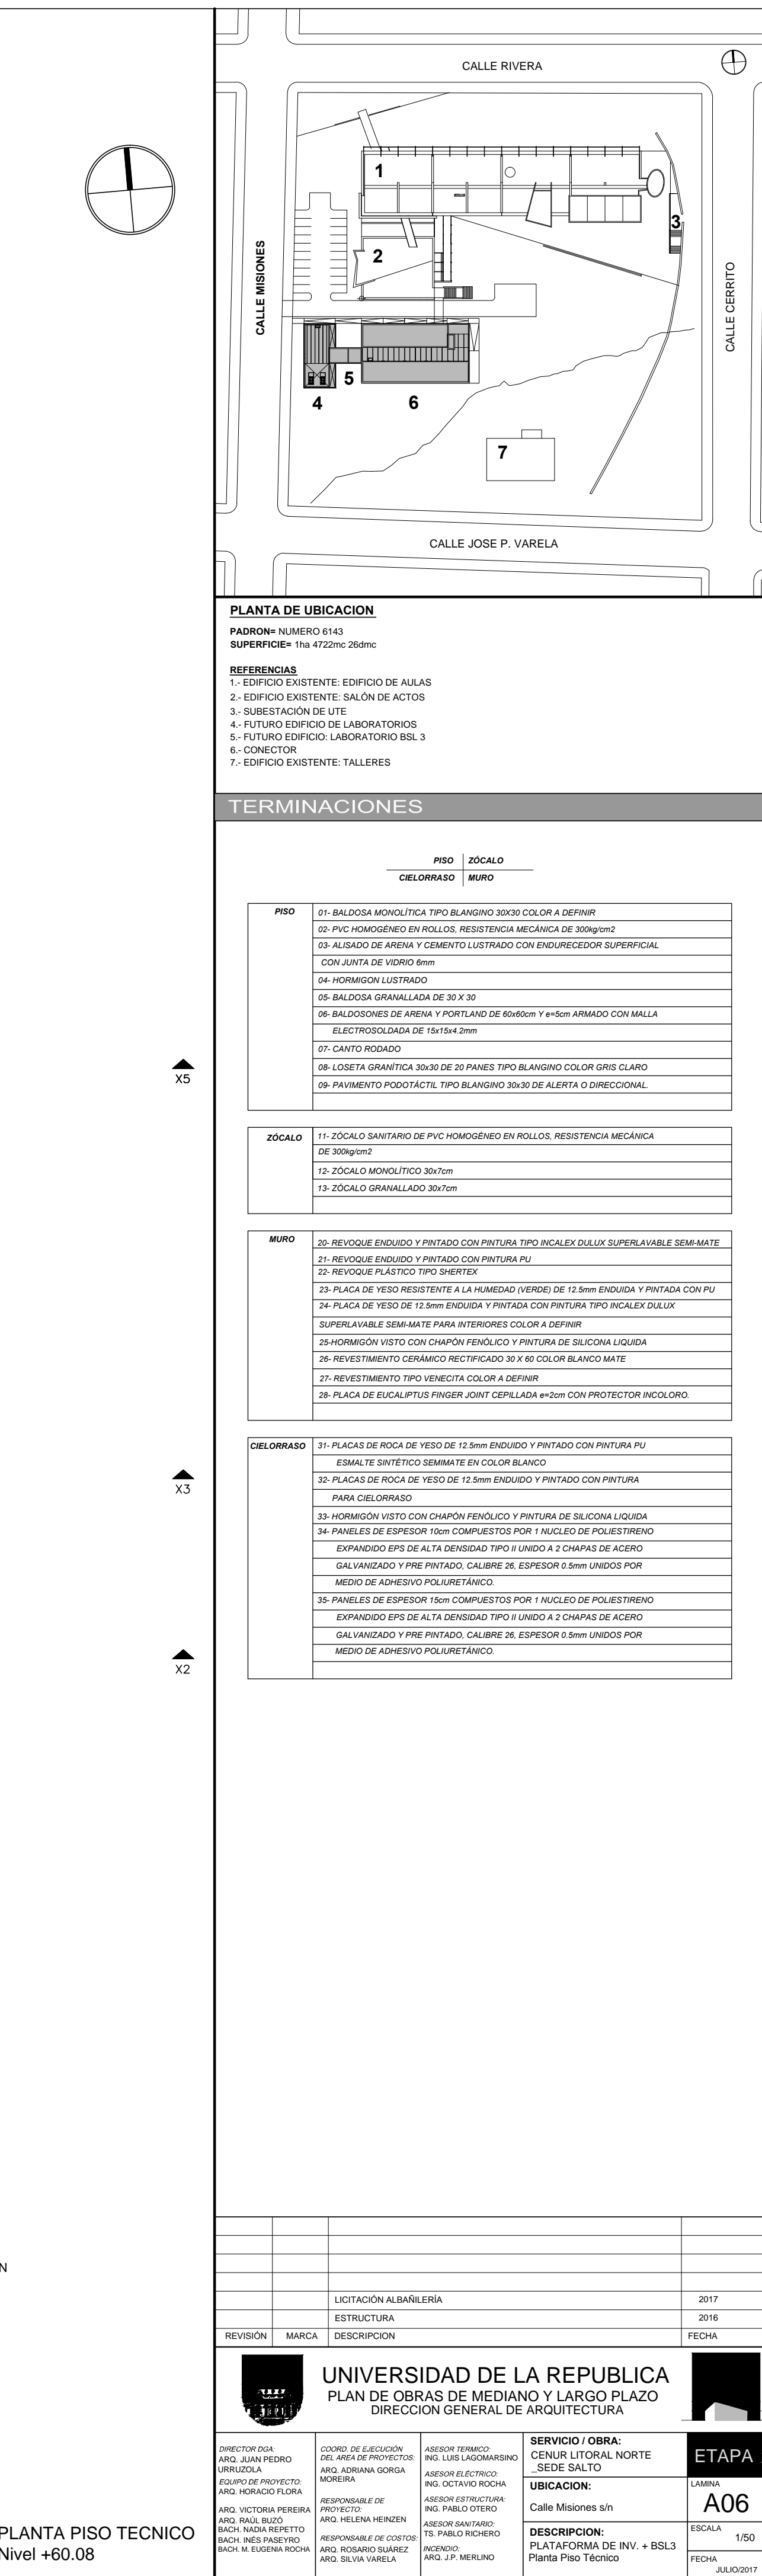 CALLE RIVERA
CALLE MISIONES
CALLE CERRITO
1
2
3
4
5
6
7
CALLE JOSE P. VARELA
PLANTA DE UBICACION
PADRON= NUMERO 6143
SUPERFICIE= 1ha 4722mc 26dmc
REFERENCIAS
1.- EDIFICIO EXISTENTE: EDIFICIO DE AULAS
2.- EDIFICIO EXISTENTE: SALÓN DE ACTOS
3.- SUBESTACIÓN DE UTE
4.- FUTURO EDIFICIO DE LABORATORIOS
5.- FUTURO EDIFICIO: LABORATORIO BSL 3
6.- CONECTOR
7.- EDIFICIO EXISTENTE: TALLERES
TERMINACIONES
PISO ZÓCALO
CIELORRASO MURO
PISO
01- BALDOSA MONOLÍTICA TIPO BLANGINO 30X30 COLOR A DEFINIR
02- PVC HOMOGÉNEO EN ROLLOS, RESISTENCIA MECÁNICA DE 300kg/cm2
03- ALISADO DE ARENA Y CEMENTO LUSTRADO CON ENDURECEDOR SUPERFICIAL
CON JUNTA DE VIDRIO 6mm
04- HORMIGON LUSTRADO
05- BALDOSA GRANALLADA DE 30 X 30
06- BALDOSONES DE ARENA Y PORTLAND DE 60x60cm Y e=5cm ARMADO CON MALLA
ELECTROSOLDADA DE 15x15x4.2mm
07- CANTO RODADO
08- LOSETA GRANÍTICA 30x30 DE 20 PANES TIPO BLANGINO COLOR GRIS CLARO
09- PAVIMENTO PODOTÁCTIL TIPO BLANGINO 30x30 DE ALERTA O DIRECCIONAL.
X5
ZÓCALO
11- ZÓCALO SANITARIO DE PVC HOMOGÉNEO EN ROLLOS, RESISTENCIA MECÁNICA
DE 300kg/cm2
12- ZÓCALO MONOLÍTICO 30x7cm
13- ZÓCALO GRANALLADO 30x7cm
MURO
20- REVOQUE ENDUIDO Y PINTADO CON PINTURA TIPO INCALEX DULUX SUPERLAVABLE SEMI-MATE
21- REVOQUE ENDUIDO Y PINTADO CON PINTURA PU
22- REVOQUE PLÁSTICO TIPO SHERTEX
23- PLACA DE YESO RESISTENTE A LA HUMEDAD (VERDE) DE 12.5mm ENDUIDA Y PINTADA CON PU
24- PLACA DE YESO DE 12.5mm ENDUIDA Y PINTADA CON PINTURA TIPO INCALEX DULUX
SUPERLAVABLE SEMI-MATE PARA INTERIORES COLOR A DEFINIR
25-HORMIGÓN VISTO CON CHAPÓN FENÓLICO Y PINTURA DE SILICONA LIQUIDA
26- REVESTIMIENTO CERÁMICO RECTIFICADO 30 X 60 COLOR BLANCO MATE
27- REVESTIMIENTO TIPO VENECITA COLOR A DEFINIR
28- PLACA DE EUCALIPTUS FINGER JOINT CEPILLADA e=2cm CON PROTECTOR INCOLORO.
CIELORRASO
31- PLACAS DE ROCA DE YESO DE 12.5mm ENDUIDO Y PINTADO CON PINTURA PU
ESMALTE SINTÉTICO SEMIMATE EN COLOR BLANCO
32- PLACAS DE ROCA DE YESO DE 12.5mm ENDUIDO Y PINTADO CON PINTURA
PARA CIELORRASO
33- HORMIGÓN VISTO CON CHAPÓN FENÓLICO Y PINTURA DE SILICONA LIQUIDA
34- PANELES DE ESPESOR 10cm COMPUESTOS POR 1 NUCLEO DE POLIESTIRENO
EXPANDIDO EPS DE ALTA DENSIDAD TIPO II UNIDO A 2 CHAPAS DE ACERO
GALVANIZADO Y PRE PINTADO, CALIBRE 26, ESPESOR 0.5mm UNIDOS POR
MEDIO DE ADHESIVO POLIURETÁNICO.
35- PANELES DE ESPESOR 15cm COMPUESTOS POR 1 NUCLEO DE POLIESTIRENO
EXPANDIDO EPS DE ALTA DENSIDAD TIPO II UNIDO A 2 CHAPAS DE ACERO
GALVANIZADO Y PRE PINTADO, CALIBRE 26, ESPESOR 0.5mm UNIDOS POR
MEDIO DE ADHESIVO POLIURETÁNICO.
X3
X2
N
LICITACIÓN ALBAÑILERÍA 2017
ESTRUCTURA 2016
REVISIÓN MARCA DESCRIPCION FECHA
UNIVERSIDAD DE LA REPUBLICA
PLAN DE OBRAS DE MEDIANO Y LARGO PLAZO
DIRECCION GENERAL DE ARQUITECTURA
DIRECTOR DGA:
ARQ. JUAN PEDRO
URRUZOLA
EQUIPO DE PROYECTO:
ARQ. HORACIO FLORA
ARQ. VICTORIA PEREIRA
ARQ. RAÚL BUZÓ
BACH. NADIA REPETTO
BACH. INÉS PASEYRO
BACH. M. EUGENIA ROCHA
COORD. DE EJECUCIÓN
DEL AREA DE PROYECTOS:
ARQ. ADRIANA GORGA
MOREIRA
RESPONSABLE DE
PROYECTO:
ARQ. HELENA HEINZEN
RESPONSABLE DE COSTOS:
ARQ. ROSARIO SUÁREZ
ARQ. SILVIA VARELA
ASESOR TERMICO:
ING. LUIS LAGOMARSINO
ASESOR ELÉCTRICO:
ING. OCTAVIO ROCHA
ASESOR ESTRUCTURA:
ING. PABLO OTERO
ASESOR SANITARIO:
TS. PABLO RICHERO
INCENDIO:
ARQ. J.P. MERLINO
SERVICIO / OBRA:
CENUR LITORAL NORTE
_SEDE SALTO
UBICACION:
Calle Misiones s/n
DESCRIPCION:
PLATAFORMA DE INV. + BSL3
Planta Piso Técnico
ETAPA
LAMINA
A06
ESCALA
1/50
FECHA
JULIO/2017
PLANTA PISO TECNICO
Nivel +60.08